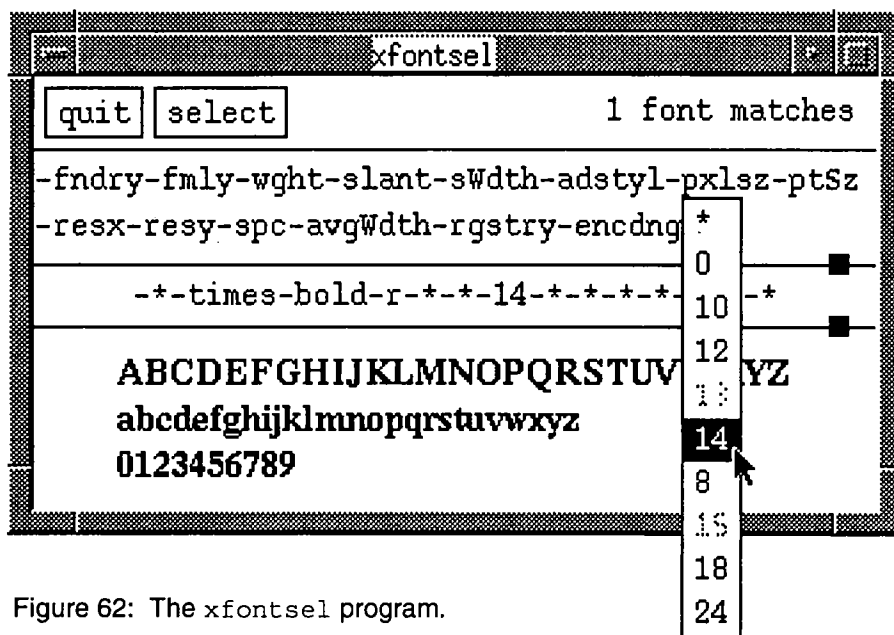 xfontsel
quit select 1 font matches
-fndry-fmly-wght-slant-sWdth-adstyl-pxlsz-ptSz
-resx-resy-spc-avgWdth-rgstry-encdng
-*-times-bold-r-*-*-14-*-*-*-*- -*
ABCDEFGHIJKLMNOPQRSTUV YZ
abcdefghijklmnopqrstuvwxyz
0123456789
*
0
10
12
14
8
18
24
Figure 62: The xfontsel program.